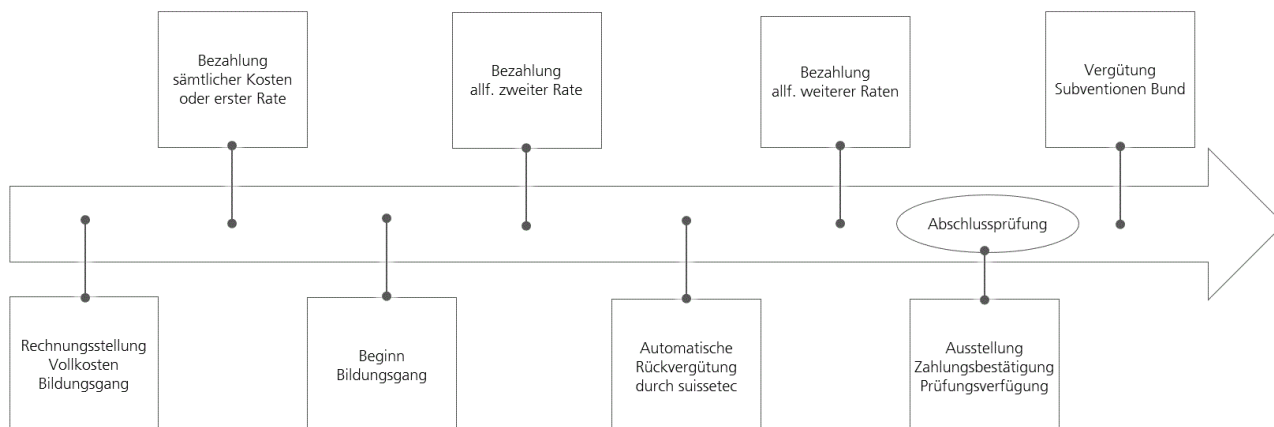 Bezahlung
sämtlicher Kosten
oder erster Rate
Bezahlung
allf. zweiter Rate
Bezahlung
allf. weiterer Raten
Vergütung
Subventionen Bund
Abschlussprüfung
Rechnungsstellung
Vollkosten
Bildungsgang
Beginn
Bildungsgang
Automatische
Rückvergütung
durch suissetec
Ausstellung
Zahlungsbestätigung
Prüfungsverfügung